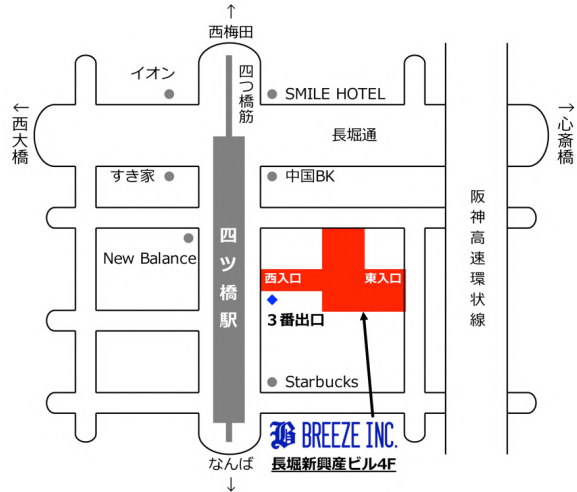 ↑
西梅田
イオン
四つ橋筋
SMILE HOTEL
←
西大橋
長堀通
→
心斎橋
すき家
中国BK
阪神高速環状線
New Balance
四ツ橋駅
西入口
東入口
3番出口
Starbucks
B BREEZE INC.
長堀新興産ビル4F
なんば
↓